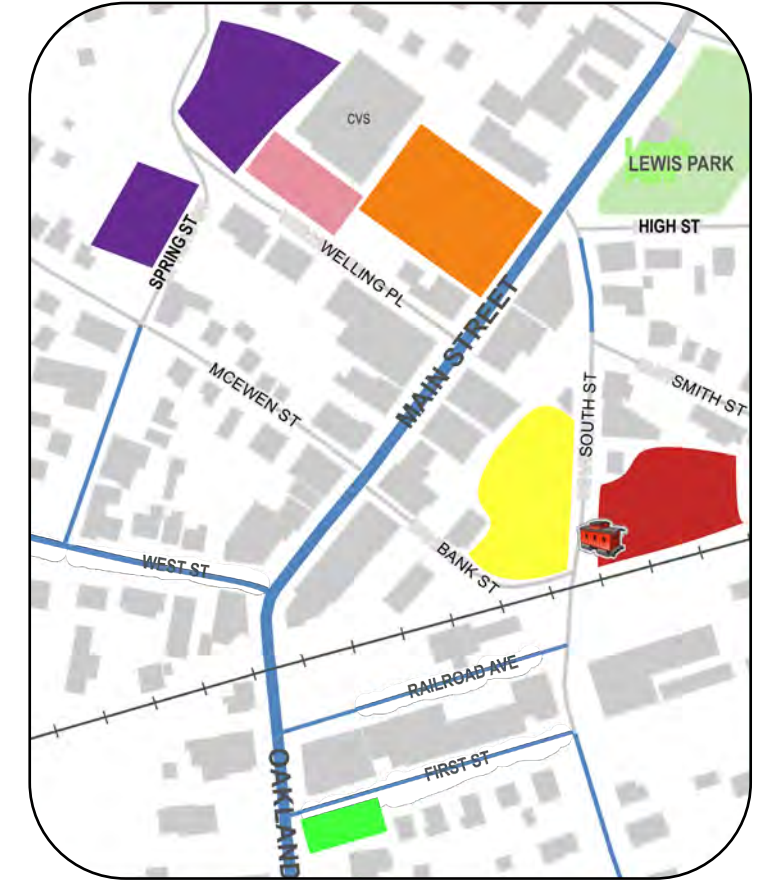 CVS
LEWIS PARK
HIGH ST
SPRING ST
WELLING PL
MAIN STREET
MCEWEN ST
SOUTH ST
SMITH ST
BANK ST
WEST ST
RAILROAD AVE
FIRST ST
OAKLAND